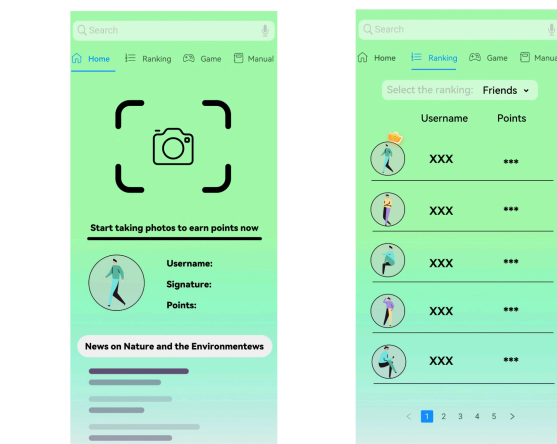 Search
Home Ranking Game Manual
Start taking photos to earn points now
Username:
Signature:
Points:
News on Nature and the Environmentews
Search
Home Ranking Game Manua
Select the ranking: Friends
Username Points
XXX ***
XXX ***
XXX ***
XXX ***
XXX ***
< 1 2 3 4 5 >